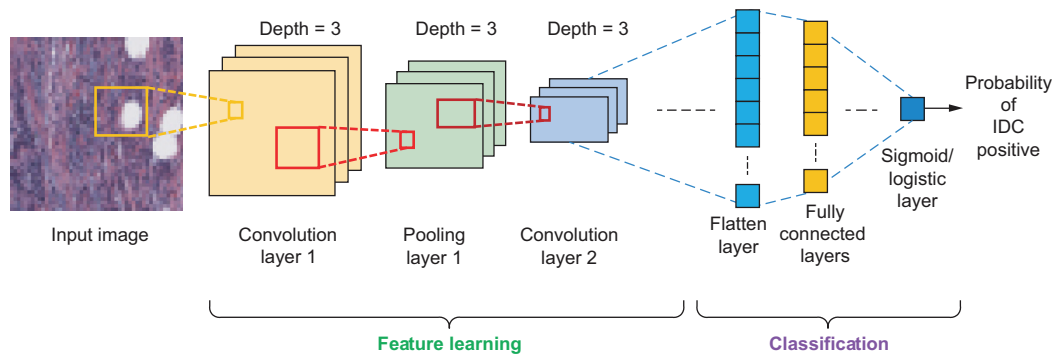 Depth = 3
Depth = 3
Depth = 3
Input image
Convolution
layer 1
Pooling
layer 1
Convolution
layer 2
Flatten
layer
Fully
connected
layers
Sigmoid/
logistic
layer
Probability
of
IDC
positive
Feature learning
Classification